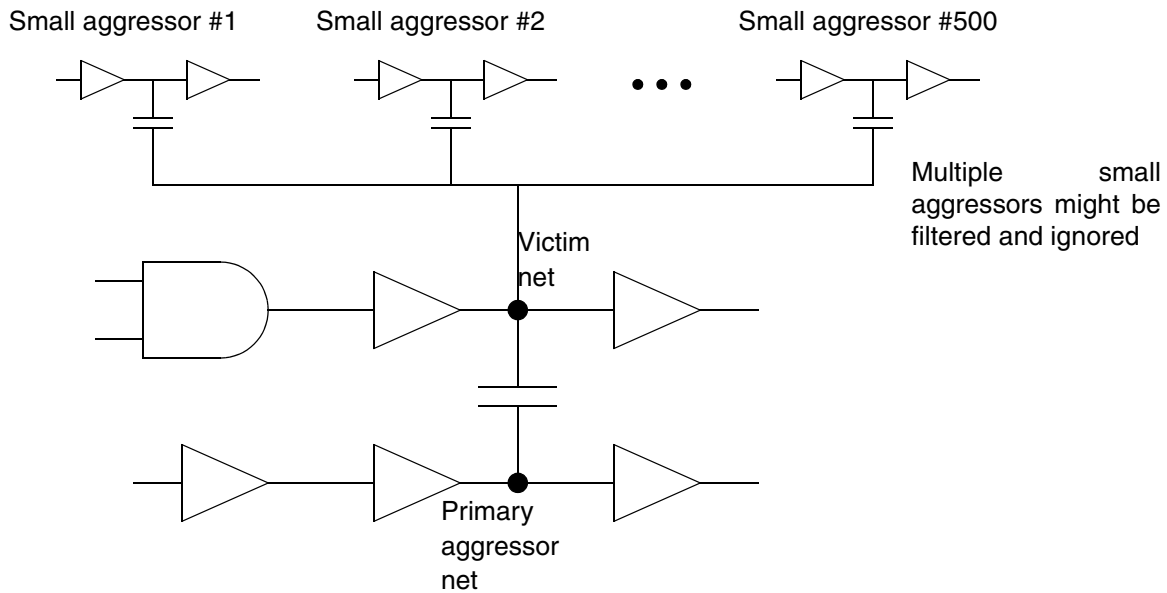 Small aggressor #1
Small aggressor #2
Small aggressor #500
Multiple small
aggressors might be
filtered and ignored
Victim
net
Primary
aggressor
net